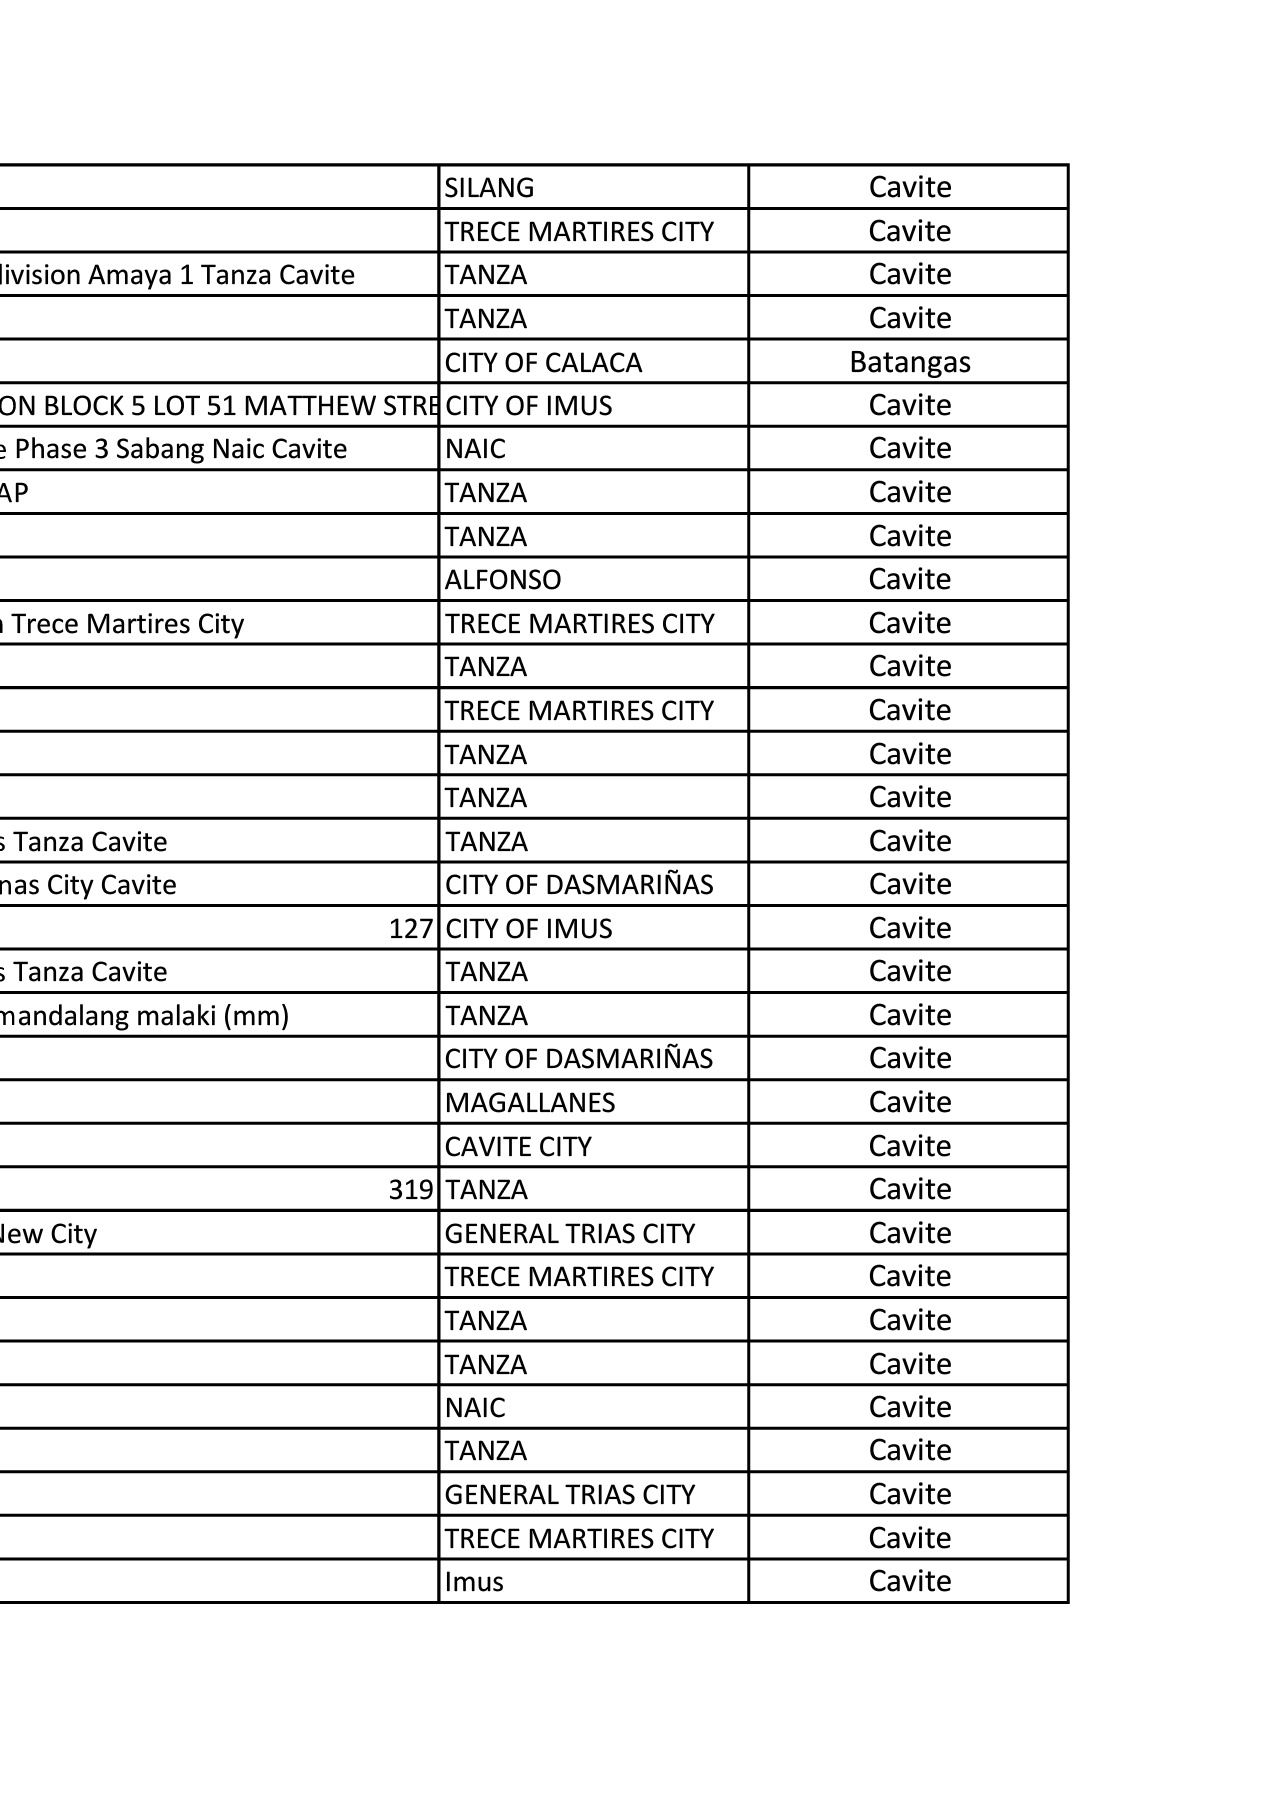 SILANG Cavite
TRECE MARTIRES CITY Cavite
division Amaya 1 Tanza Cavite TANZA Cavite
TANZA Cavite
CITY OF CALACA Batangas
ON BLOCK 5 LOT 51 MATTHEW STRE CITY OF IMUS Cavite
e Phase 3 Sabang Naic Cavite NAIC Cavite
AP TANZA Cavite
TANZA Cavite
ALFONSO Cavite
n Trece Martires City TRECE MARTIRES CITY Cavite
TANZA Cavite
TRECE MARTIRES CITY Cavite
TANZA Cavite
TANZA Cavite
s Tanza Cavite TANZA Cavite
nas City Cavite CITY OF DASMARIÑAS Cavite
127 CITY OF IMUS Cavite
s Tanza Cavite TANZA Cavite
mandalang malaki (mm) TANZA Cavite
CITY OF DASMARIÑAS Cavite
MAGALLANES Cavite
CAVITE CITY Cavite
319 TANZA Cavite
New City GENERAL TRIAS CITY Cavite
TRECE MARTIRES CITY Cavite
TANZA Cavite
TANZA Cavite
NAIC Cavite
TANZA Cavite
GENERAL TRIAS CITY Cavite
TRECE MARTIRES CITY Cavite
Imus Cavite